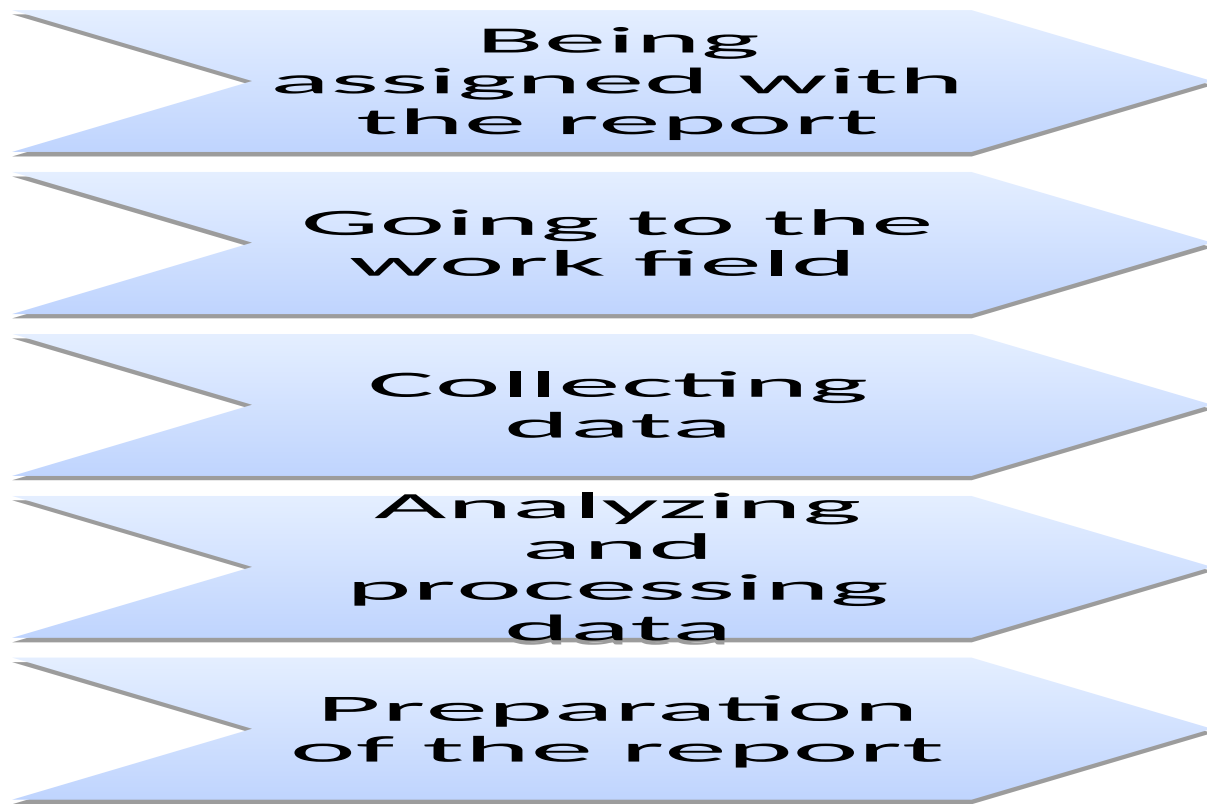 Being
assigned with
the report
Going to the
work field
Collecting
data
Analyzing
and
processing
data
Preparation
of the report